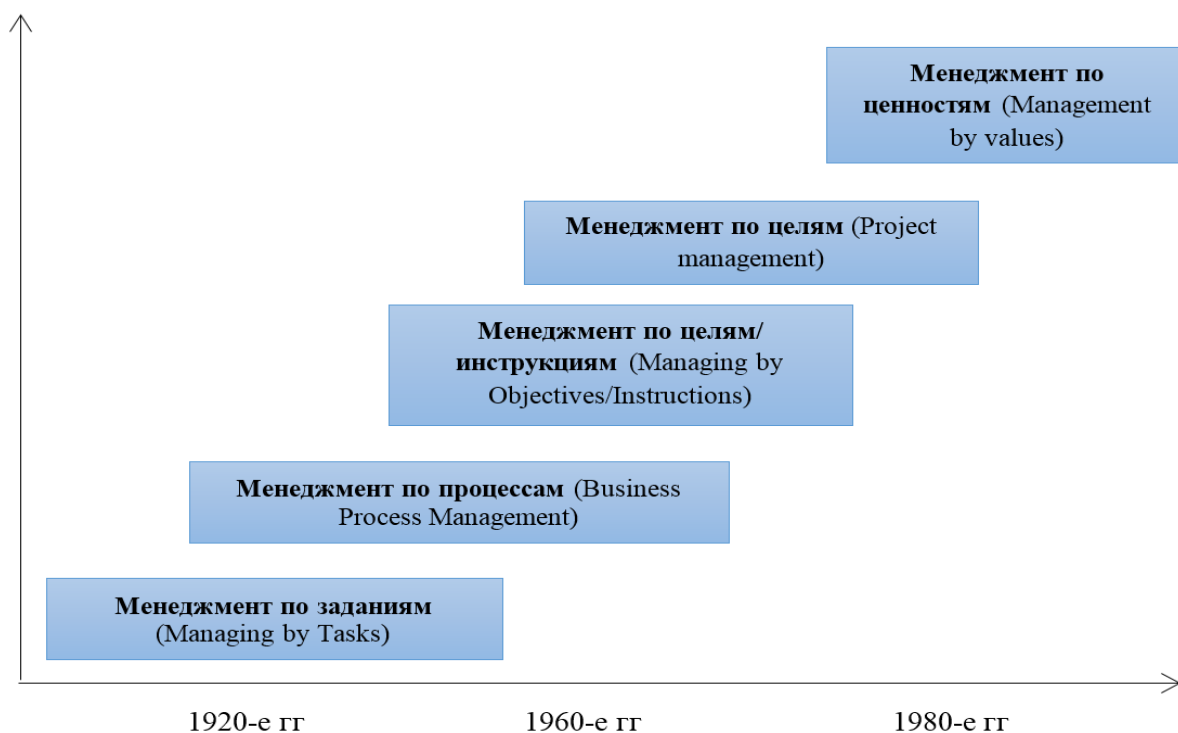 Менеджмент по
ценностям (Management
by values)
Менеджмент по целям (Project
management)
Менеджмент по целям/
инструкциям (Managing by
Objectives/Instructions)
Менеджмент по процессам (Business
Process Management)
Менеджмент по заданиям
(Managing by Tasks)
1920-е гг
1960-е гг
1980-е гг